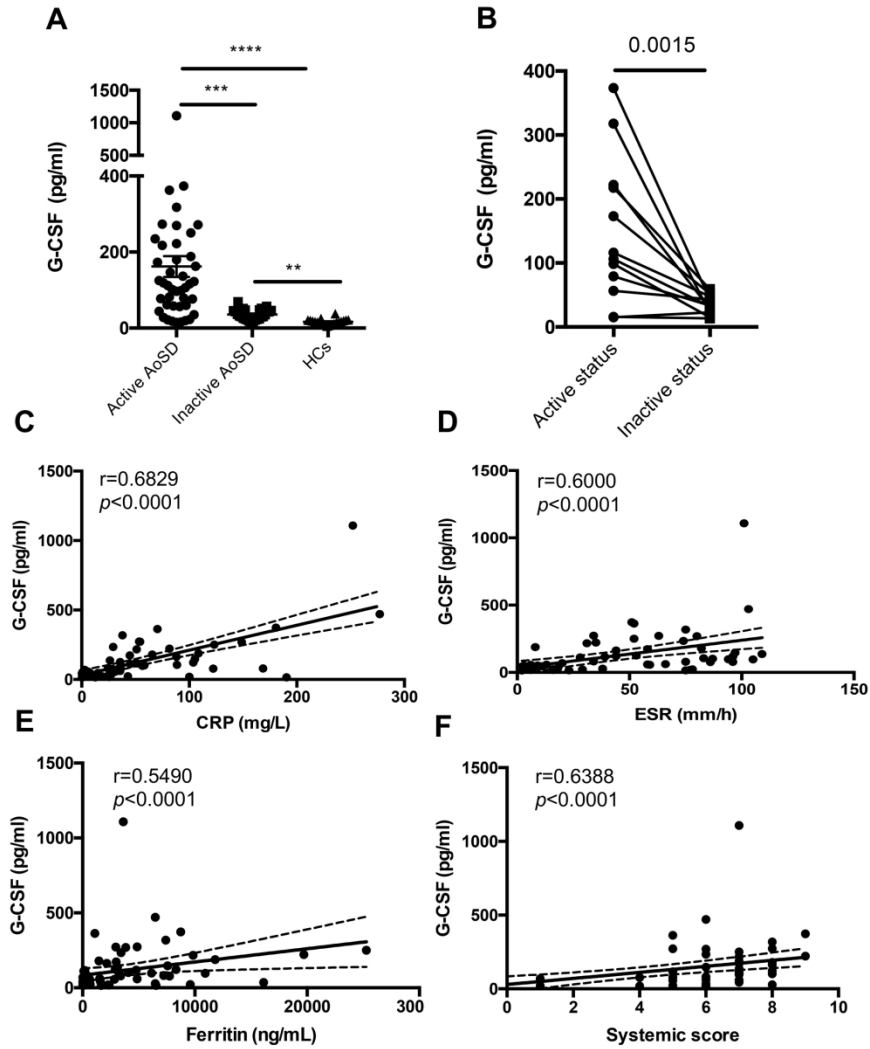 A
****
***
**
1500
1000
500
400
200
0
G-CSF (pg/ml)
Active AoSD
Inactive AoSD
HCs
B
0.0015
400
300
200
100
0
G-CSF (pg/ml)
Active status
Inactive status
C
r=0.6829
p<0.0001
1500
1000
500
0
G-CSF (pg/ml)
0 100 200 300
CRP (mg/L)
D
r=0.6000
p<0.0001
1500
1000
500
0
G-CSF (pg/ml)
0 50 100 150
ESR (mm/h)
E
r=0.5490
p<0.0001
1500
1000
500
0
G-CSF (pg/ml)
0 10000 20000 300
Ferritin (ng/mL)
F
r=0.6388
p<0.0001
1500
1000
500
0
G-CSF (pg/ml)
0 2 4 6 8 10
Systemic score